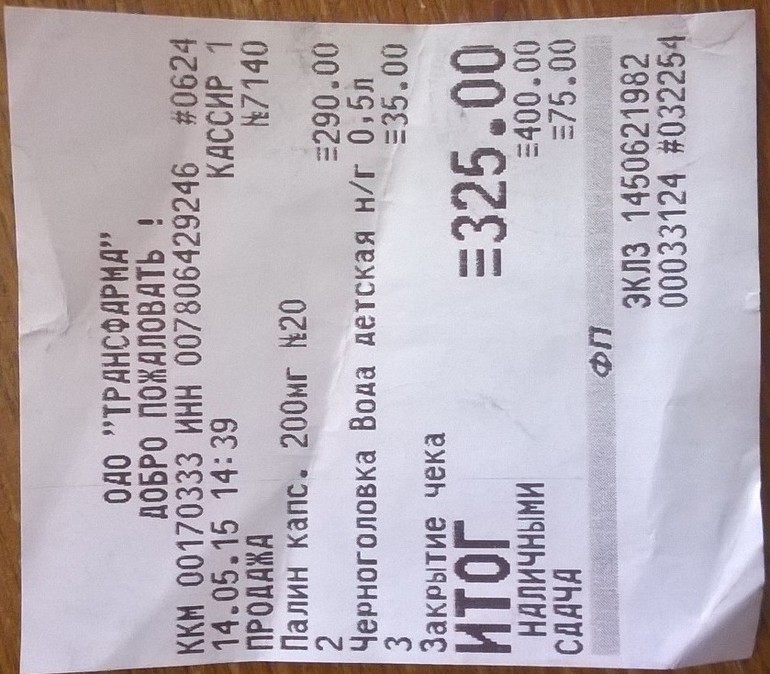 ОАО "ТРАНСФАРМА"
ДОБРО ПОЖАЛОВАТЬ !
ККМ 00170333 ИНН 007806429246 #0624
14.05.15 14:39 КАССИР 1
ПРОДАЖА №7140
Палин капс. 200мг №20
2 ≡290.00
Черноголовка Вода детская н/г 0,5л
3 ≡35.00
Закрытие чека
ИТОГ ≡325.00
НАЛИЧНЫМИ ≡400.00
СДАЧА ≡75.00
ФП
ЭКЛЗ 1450621982
00033124 #032254